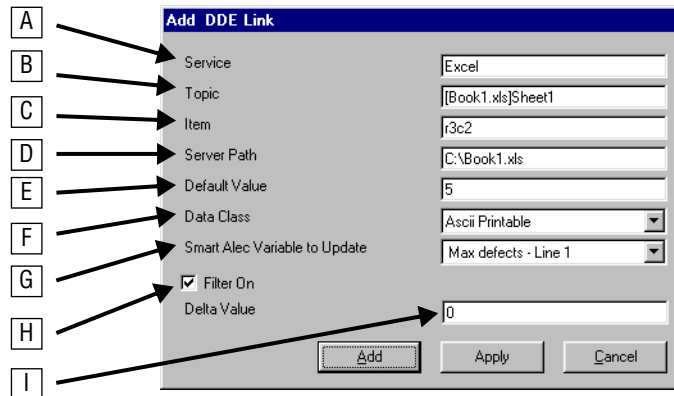 Add DDE Link
A
Service
Excel
B
Topic
[Book1.xls]Sheet1
C
Item
r3c2
D
Server Path
C:\Book1.xls
E
Default Value
5
F
Data Class
Ascii Printable
G
Smart Alec Variable to Update
Max defects - Line 1
H
Filter On
I
Delta Value
0
Add
Apply
Cancel